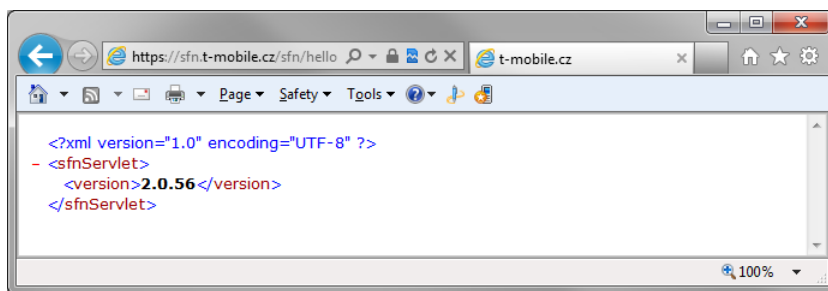 https://sfn.t-mobile.cz/sfn/hello
t-mobile.cz
Page Safety Tools
<?xml version="1.0" encoding="UTF-8" ?>
- <sfnServlet>
<version>2.0.56</version>
</sfnServlet>
100%